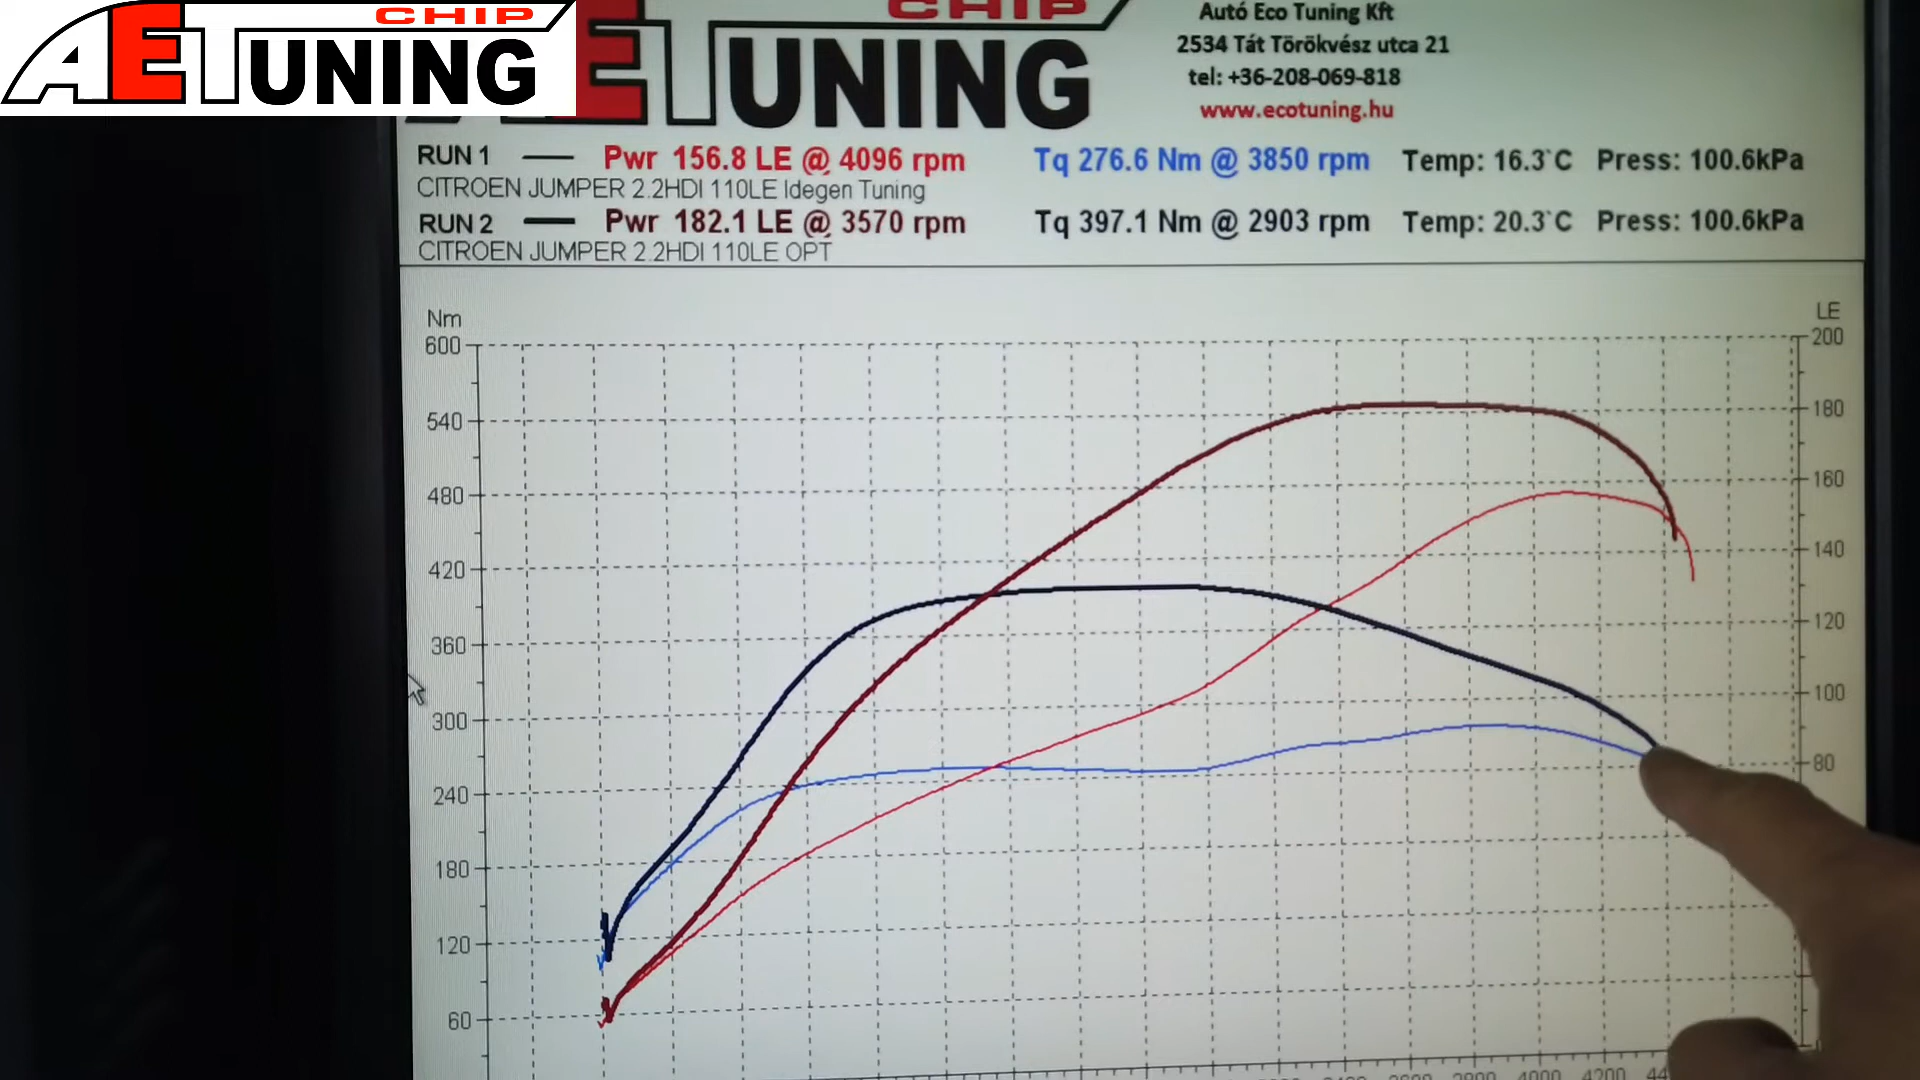 CHIP
AETUNING
CHIP
ETUNING
Autó Eco Tuning Kft
2534 Tát Törökvész utca 21
tel: +36-208-069-818
www.ecotuning.hu
RUN 1 Pwr 156.8 LE @ 4096 rpm Tq 276.6 Nm @ 3850 rpm Temp: 16.3°C Press: 100.6kPa
CITROEN JUMPER 2.2HDI 110LE Idegen Tuning
RUN 2 Pwr 182.1 LE @ 3570 rpm Tq 397.1 Nm @ 2903 rpm Temp: 20.3°C Press: 100.6kPa
CITROEN JUMPER 2.2HDI 110LE OPT
Nm LE
600 200
540 180
480 160
420 140
360 120
300 100
240 80
180
120
60
4000 4200